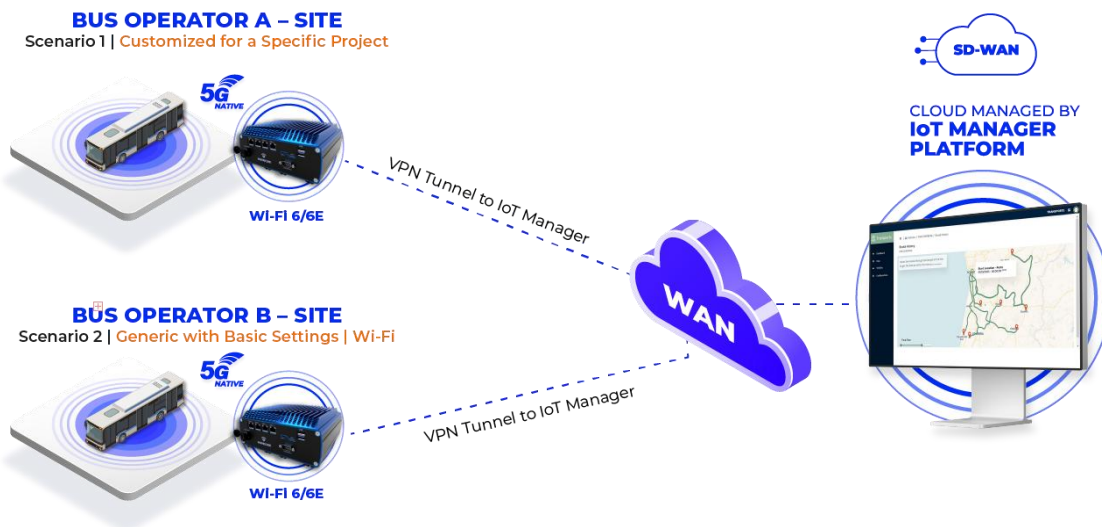 BUS OPERATOR A – SITE
Scenario 1 | Customized for a Specific Project
5G
NATIVE
Wi-Fi 6/6E
VPN Tunnel to IoT Manager
SD-WAN
CLOUD MANAGED BY
IoT MANAGER
PLATFORM
WAN
BUS OPERATOR B – SITE
Scenario 2 | Generic with Basic Settings | Wi-Fi
5G
NATIVE
Wi-Fi 6/6E
VPN Tunnel to IoT Manager